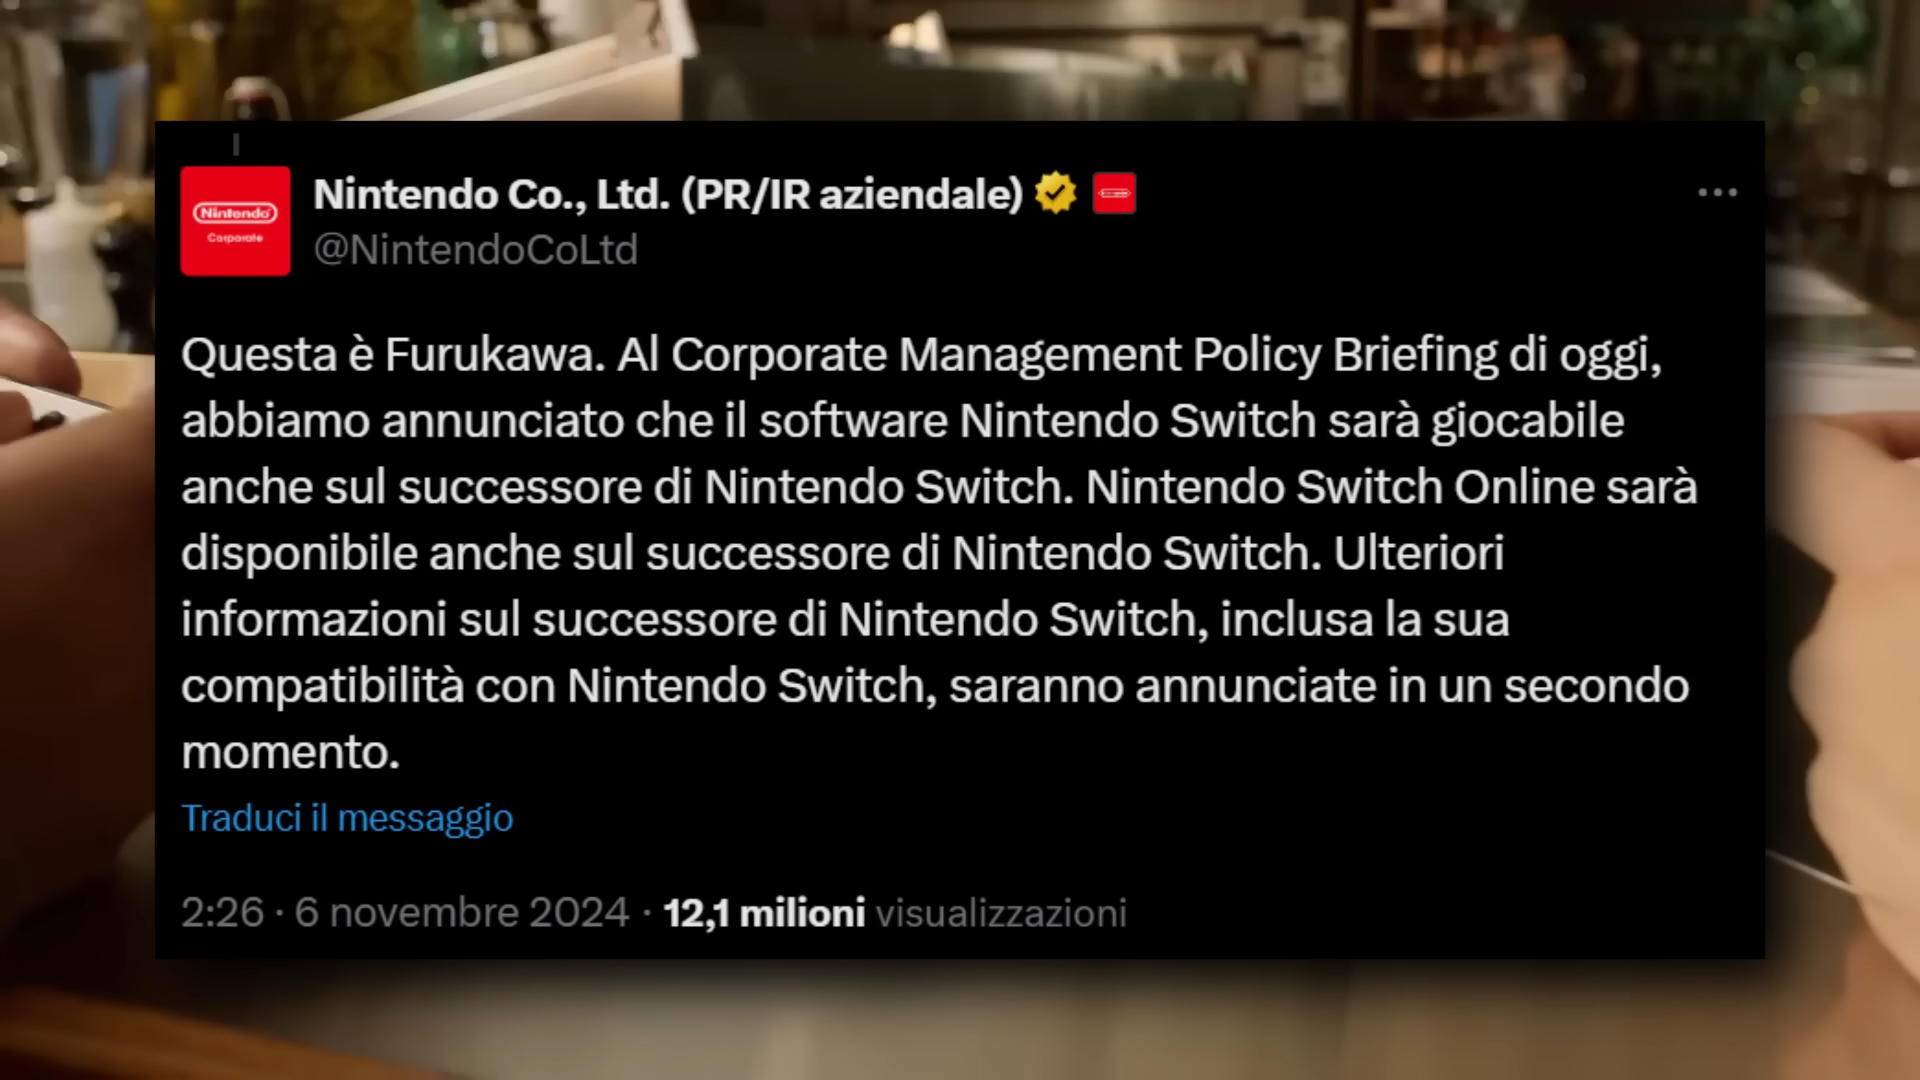 Nintendo
Corporate
Nintendo Co., Ltd. (PR/IR aziendale)
@NintendoCoLtd
Questa è Furukawa. Al Corporate Management Policy Briefing di oggi,
abbiamo annunciato che il software Nintendo Switch sarà giocabile
anche sul successore di Nintendo Switch. Nintendo Switch Online sarà
disponibile anche sul successore di Nintendo Switch. Ulteriori
informazioni sul successore di Nintendo Switch, inclusa la sua
compatibilità con Nintendo Switch, saranno annunciate in un secondo
momento.
Traduci il messaggio
2:26 · 6 novembre 2024 · 12,1 milioni visualizzazioni